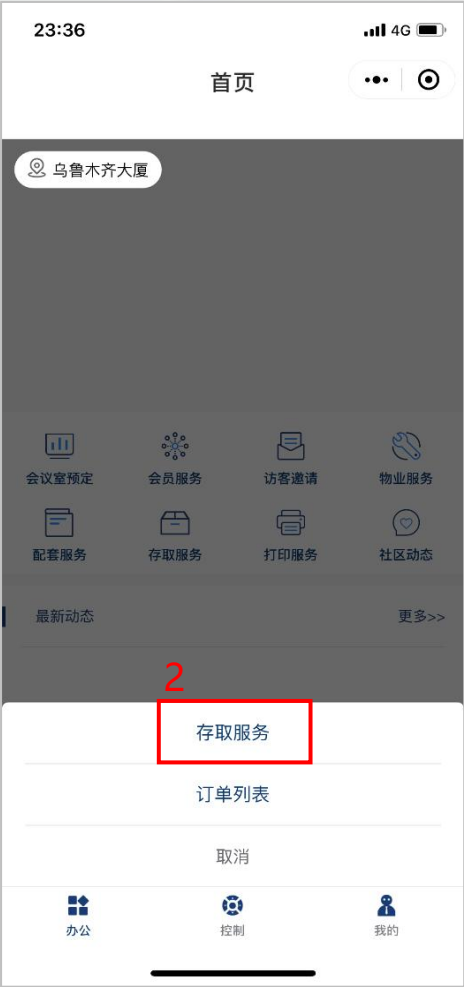 23:36 4G
首页
乌鲁木齐大厦
会议室预定 会员服务 访客邀请 物业服务
配套服务 存取服务 打印服务 社区动态
最新动态 更多>>
2
存取服务
订单列表
取消
办公 控制 我的